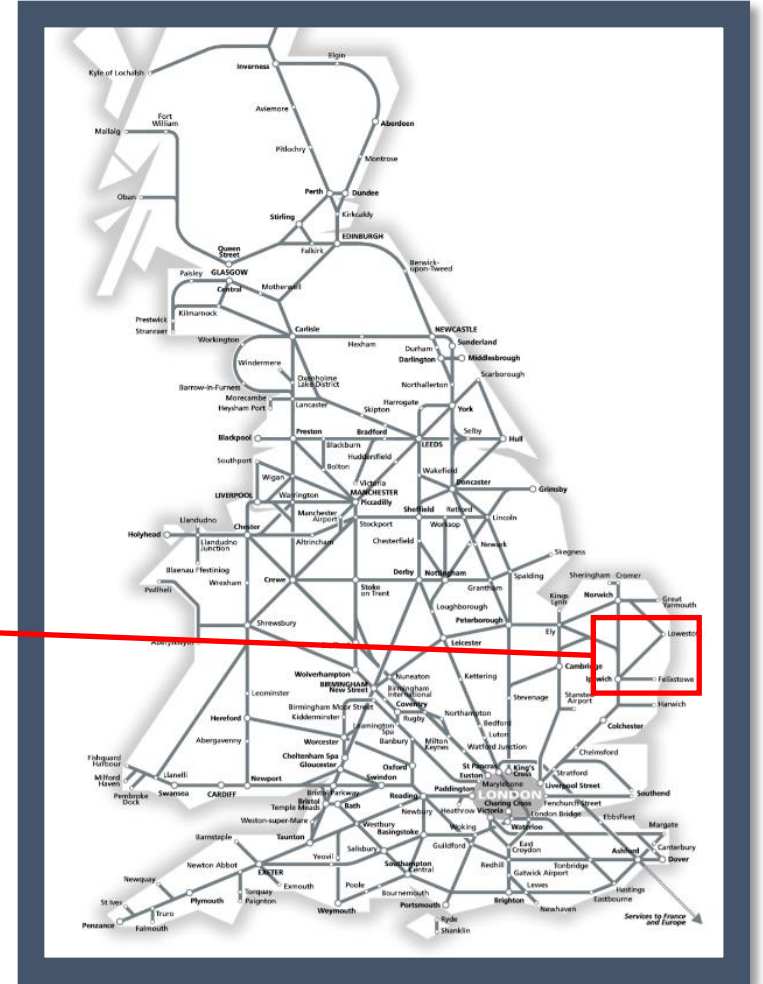 Elgin
Inverness
Kyle of Lochalsh
Aviemore
Fort
William
Mallaig
Aberdeen
Pitlochry
Montrose
Perth
Dundee
Oban
Stirling
Kirkcaldy
EDINBURGH
Queen
Street
Falkirk
Berwick-
upon-Tweed
Paisley
GLASGOW
Central
Motherwell
Prestwick
Kilmarnock
Stranraer
Carlisle
NEWCASTLE
Workington
Hexham
Durham
Sunderland
Darlington
Middlesbrough
Windermere
Scarborough
Oxenholme
Lake District
Northallerton
Barrow-in-Furness
Morecambe
Lancaster
Harrogate
Heysham Port
Skipton
York
Blackpool
Preston
Bradford
Selby
Hull
Blackburn
LEEDS
Southport
Huddersfield
Bolton
Wakefield
Wigan
Victoria
Doncaster
LIVERPOOL
Warrington
MANCHESTER
Piccadilly
Grimsby
Manchester
Airport
Sheffield
Retford
Llandudno
Stockport
Worksop
Lincoln
Holyhead
Chester
Llandudno
Junction
Altrincham
Chesterfield
Newark
Skegness
Blaenau Ffestiniog
Derby
Nottingham
Spalding
Sheringham
Cromer
Wrexham
Crewe
Stoke
on Trent
Grantham
Pwllheli
Kings
Lynn
Norwich
Great
Yarmouth
Loughborough
Shrewsbury
Peterborough
Ely
Leicester
Wolverhampton
BIRMINGHAM
New Street
Nuneaton
Kettering
Cambridge
Ipswich
Felixstowe
Birmingham
International
Stansted
Airport
Leominster
Birmingham Moor Street
Coventry
Stevenage
Harwich
Hereford
Kidderminster
Rugby
Northampton
Colchester
Leamington
Spa
Bedford
Abergavenny
Worcester
Banbury
Milton
Keynes
Luton
Cheltenham Spa
Watford Junction
Chelmsford
Fishguard
Harbour
Gloucester
Oxford
St Pancras
King's
Cross
Euston
Stratford
Milford
Haven
Llanelli
Newport
Swindon
Marylebone
Liverpool Street
Pembroke
Dock
Swansea
CARDIFF
Bristol Parkway
Reading
Paddington
LONDON
Southend
Bristol
Temple Meads
Bath
Charing Cross
Fenchurch Street
Newbury
Heathrow
Victoria
London Bridge
Ebbsfleet
Weston-super-Mare
Westbury
Waterloo
Margate
Barnstaple
Taunton
Basingstoke
Woking
East
Croydon
Canterbury
Yeovil
Salisbury
Guildford
Ashford
Dover
Newton Abbot
EXETER
Southampton
Central
Redhill
Tonbridge
Gatwick Airport
Newquay
Exmouth
Poole
Lewes
Hastings
Torquay
Paignton
Bournemouth
Eastbourne
St Ives
Plymouth
Portsmouth
Brighton
Truro
Weymouth
Newhaven
Penzance
Falmouth
Ryde
Shanklin
Services to France
and Europe